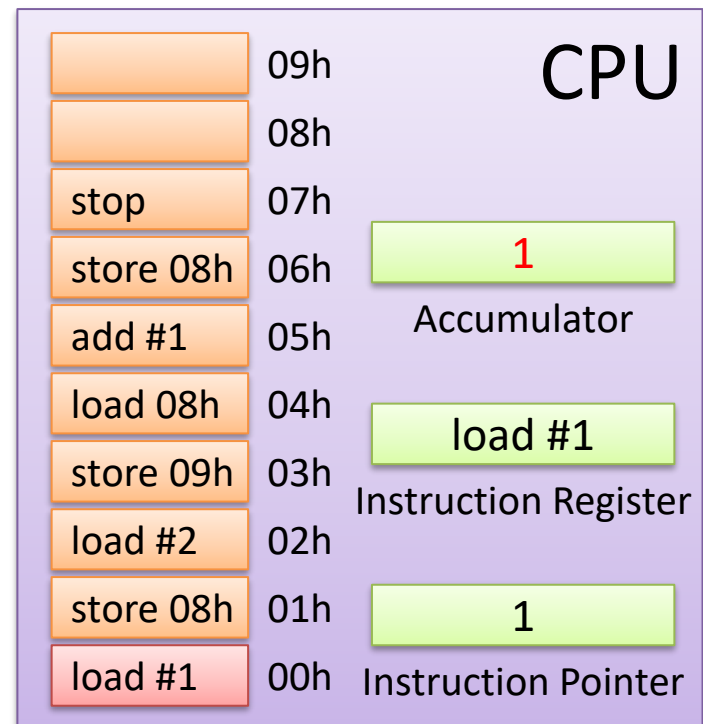 CPU
09h
08h
stop 07h
store 08h 06h
add #1 05h
load 08h 04h
store 09h 03h
load #2 02h
store 08h 01h
load #1 00h
1
Accumulator
load #1
Instruction Register
1
Instruction Pointer